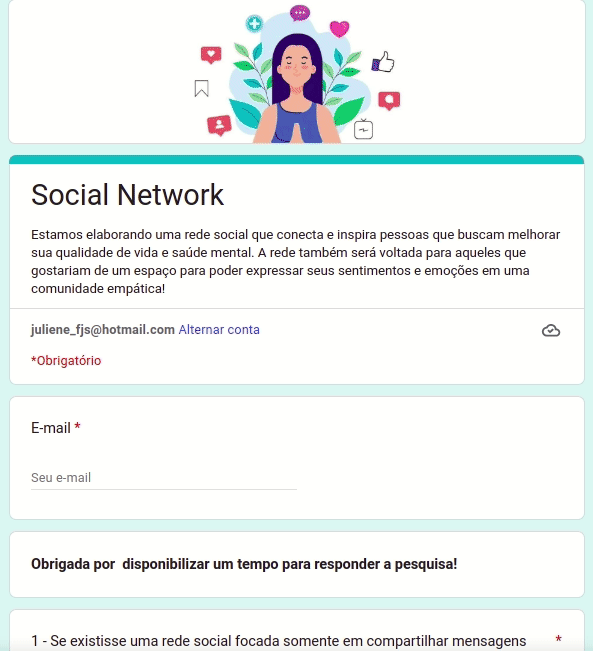 Social Network
Estamos elaborando uma rede social que conecta e inspira pessoas que buscam melhorar
sua qualidade de vida e saúde mental. A rede também será voltada para aqueles que
gostariam de um espaço para poder expressar seus sentimentos e emoções em uma
comunidade empática!
juliene_fjs@hotmail.com Alternar conta
*Obrigatório
E-mail *
Seu e-mail
Obrigada por  disponibilizar um tempo para responder a pesquisa!
1 - Se existisse uma rede social focada somente em compartilhar mensagens *